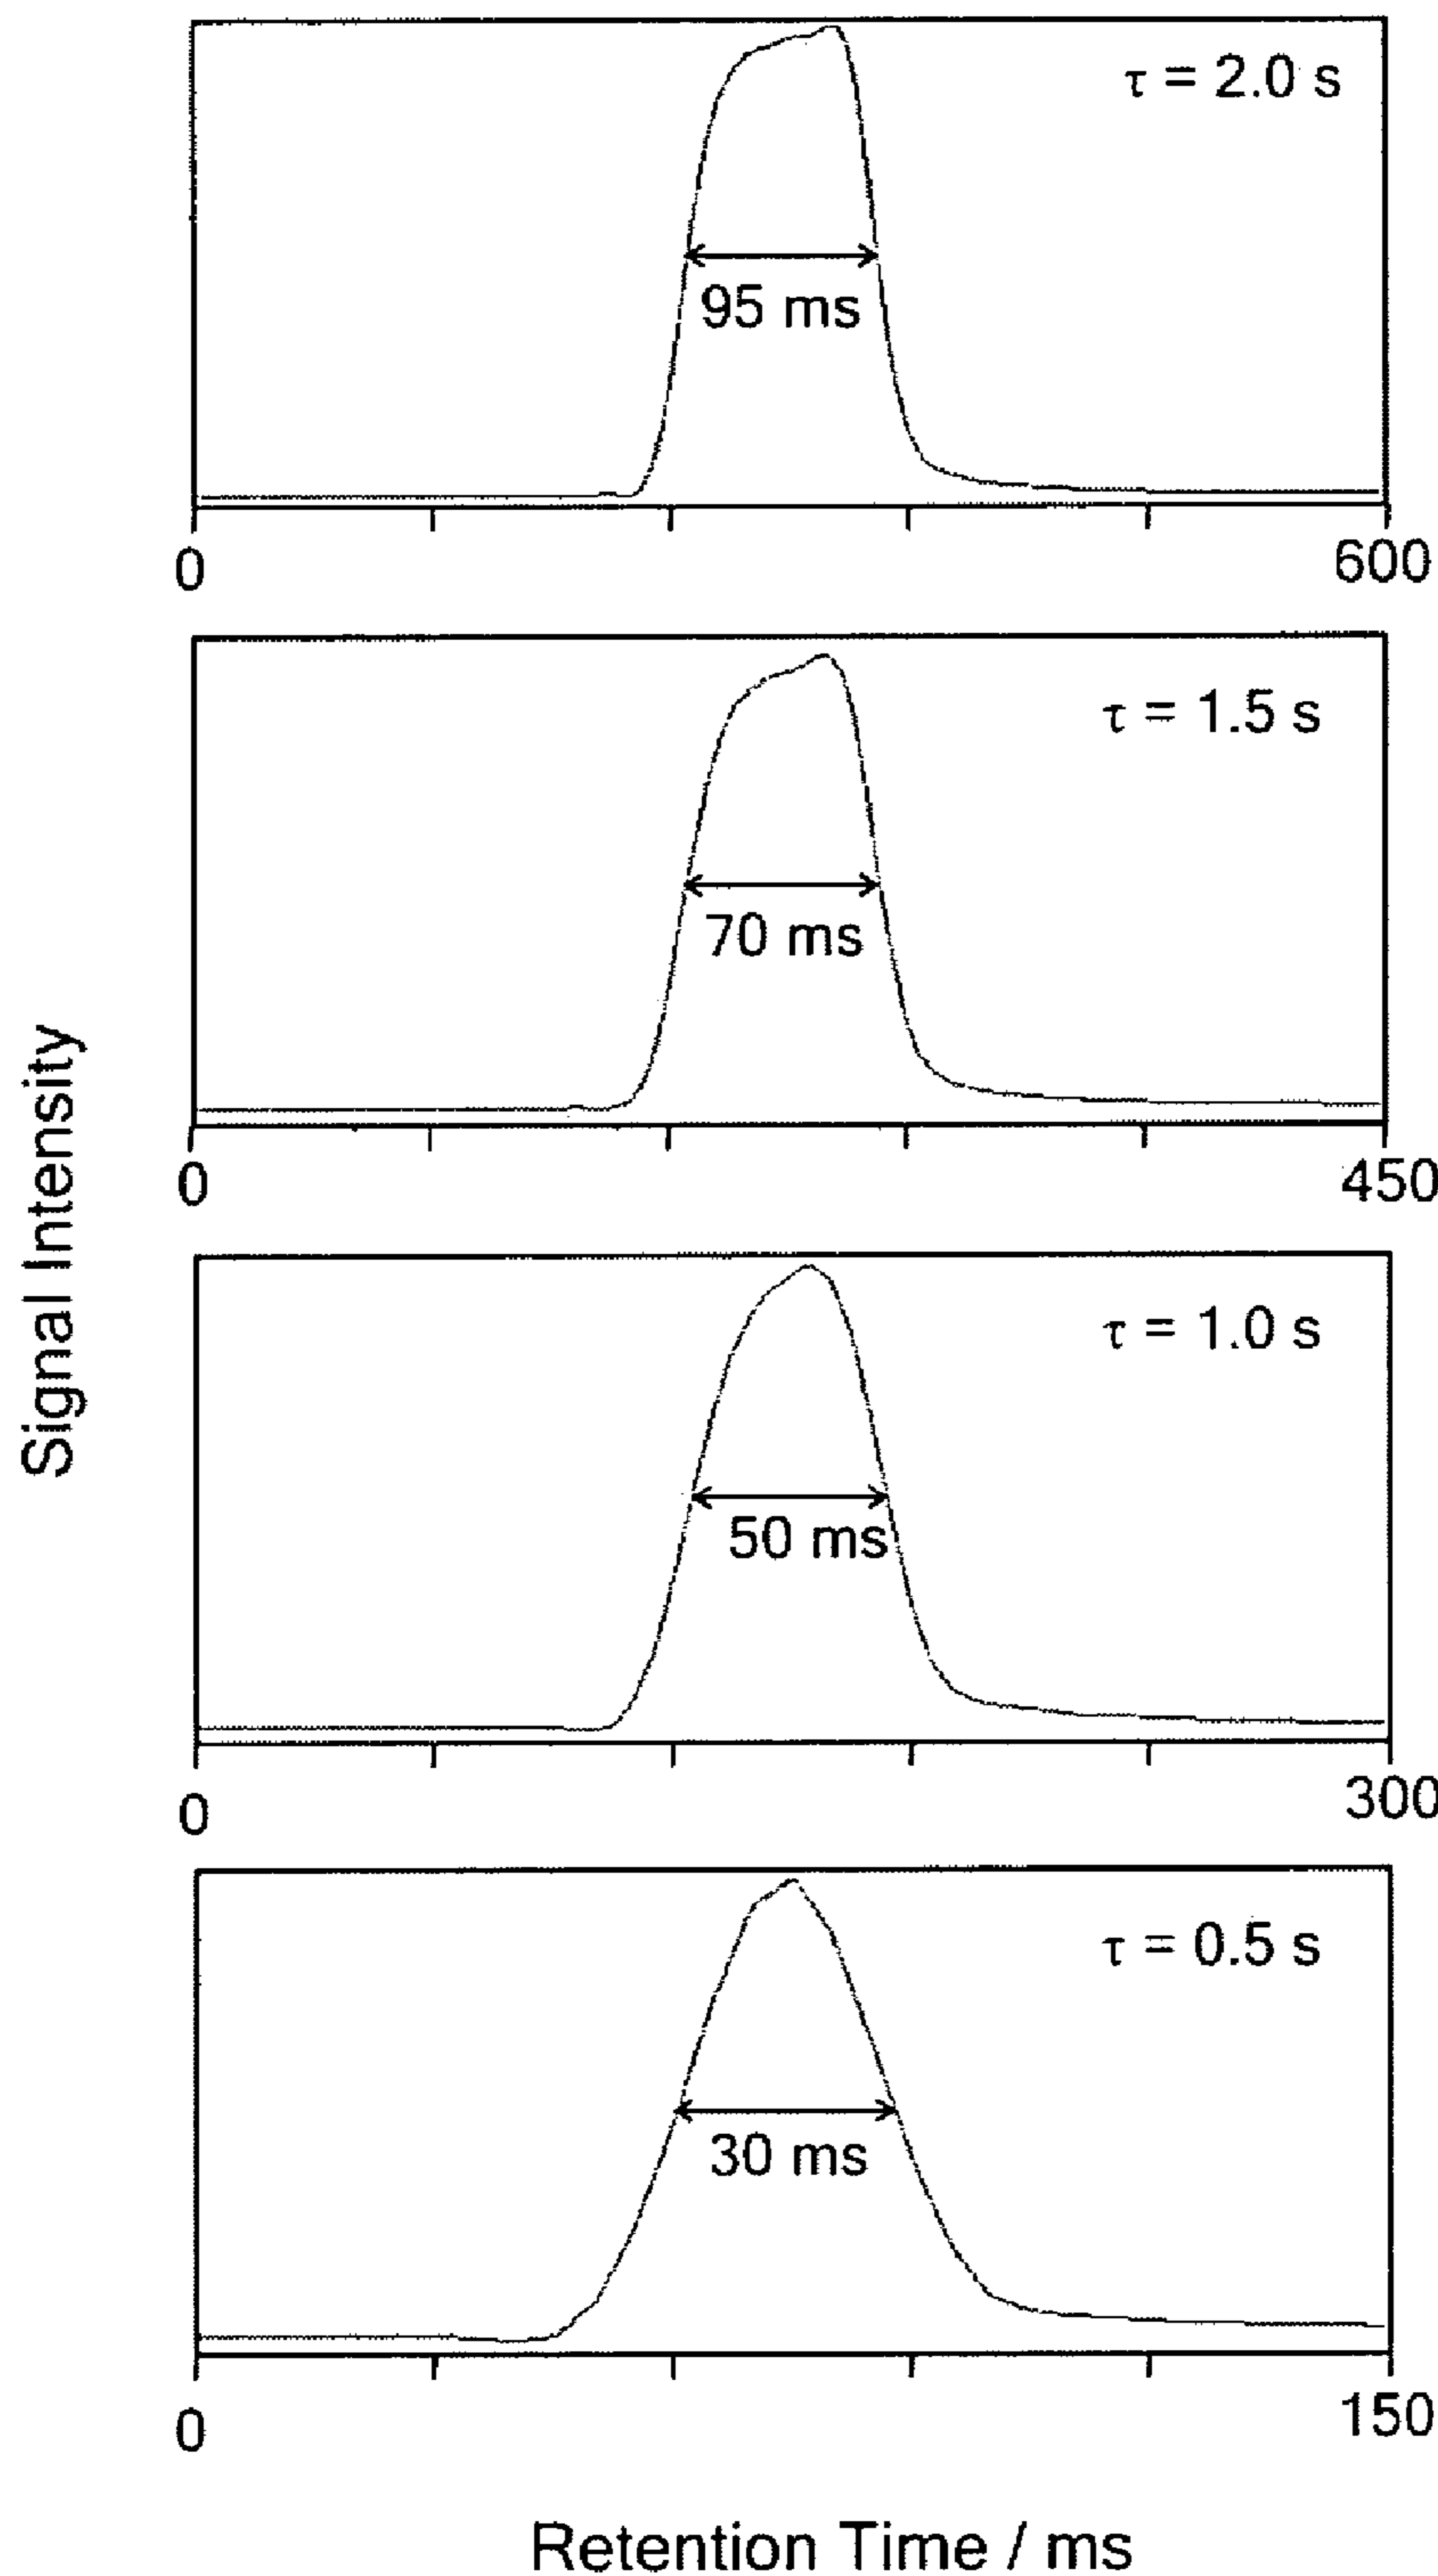 τ = 2.0 s
95 ms
0
600
τ = 1.5 s
70 ms
0
450
Signal Intensity
τ = 1.0 s
50 ms
0
300
τ = 0.5 s
30 ms
0
150
Retention Time / ms